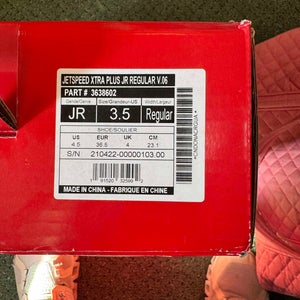 JETSPEED XTRA PLUS JR REGULAR V.06
PART # 3638602
Gender/Genre Size/Grandeur-US Width/Largeur
JR 3.5 Regular
SHOE/SOULIER
US EUR UK CM
4.5 36.5 4 23.1
S/N 210422-00000103.00
MADE IN CHINA - FABRIQUE EN CHINE